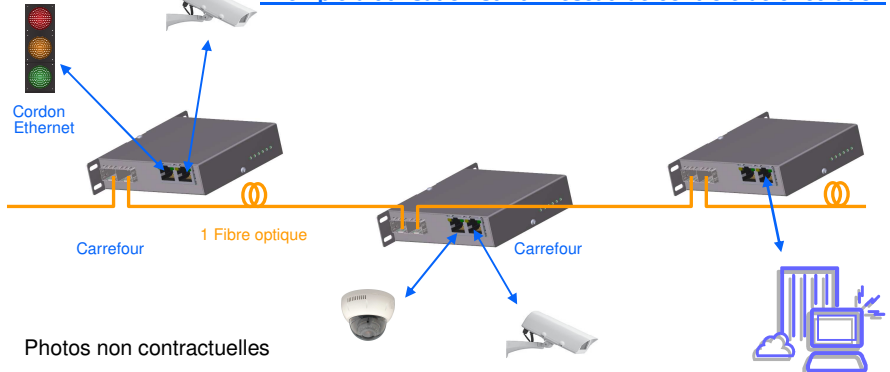 Cordon
Ethernet
1 Fibre optique
Carrefour
Carrefour
Photos non contractuelles